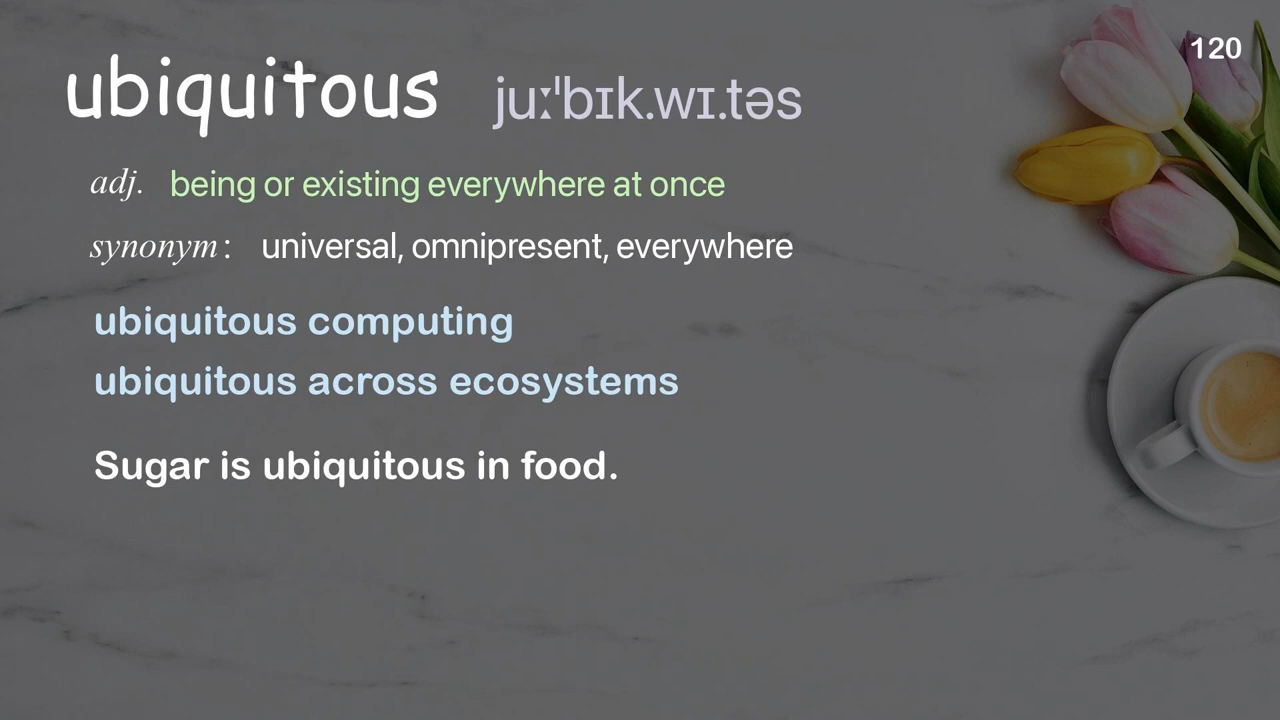 120
ubiquitous juːˈbɪk.wɪ.təs
adj. being or existing everywhere at once
synonym: universal, omnipresent, everywhere
ubiquitous computing
ubiquitous across ecosystems
Sugar is ubiquitous in food.